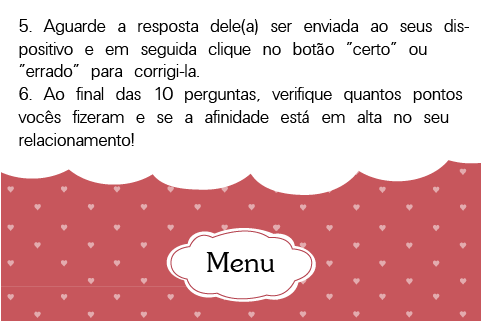 5. Aguarde a resposta dele(a) ser enviada ao seus dis-
positivo e em seguida clique no botão "certo" ou
"errado" para corrigi-la.
6. Ao final das 10 perguntas, verifique quantos pontos
vocês fizeram e se a afinidade está em alta no seu
relacionamento!
Menu